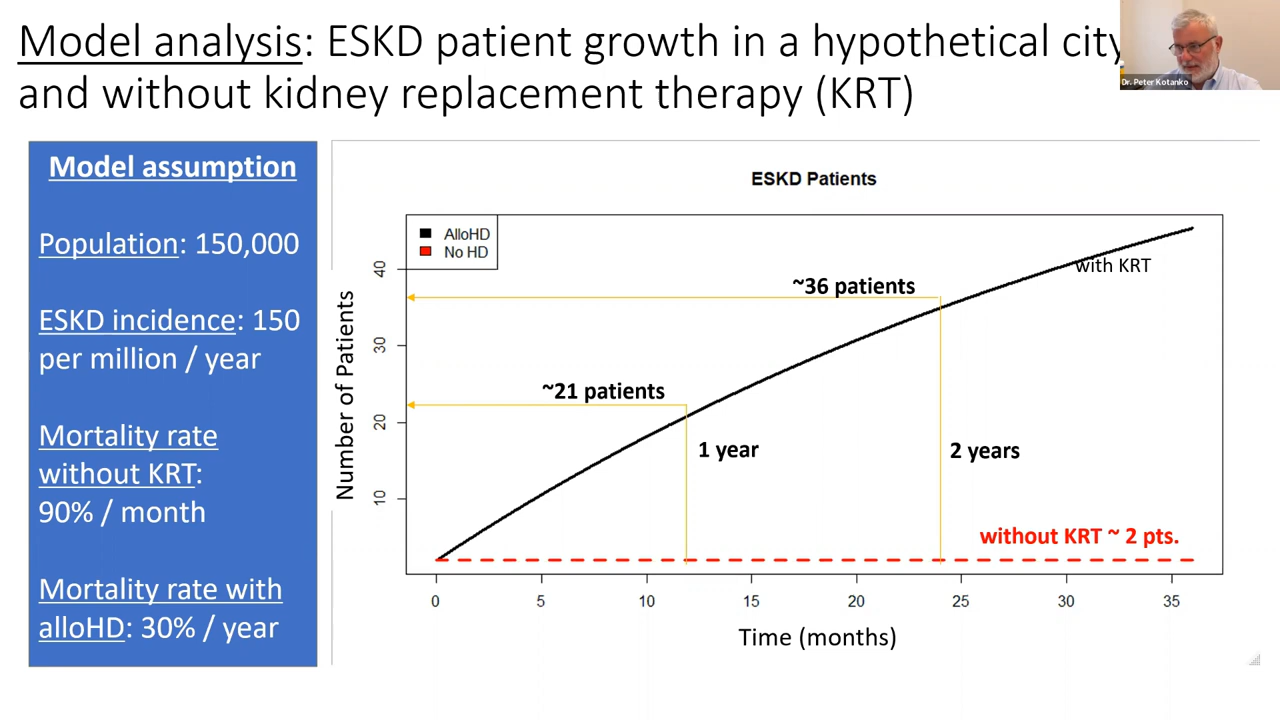 Model analysis: ESKD patient growth in a hypothetical city
and without kidney replacement therapy (KRT)
Dr. Peter Kotanko
Model assumption
Population: 150,000
ESKD incidence: 150
per million / year
Mortality rate
without KRT:
90% / month
Mortality rate with
alloHD: 30% / year
ESKD Patients
AlloHD
No HD
with KRT
~36 patients
~21 patients
1 year
2 years
without KRT ~ 2 pts.
Number of Patients
40
30
20
10
0 5 10 15 20 25 30 35
Time (months)